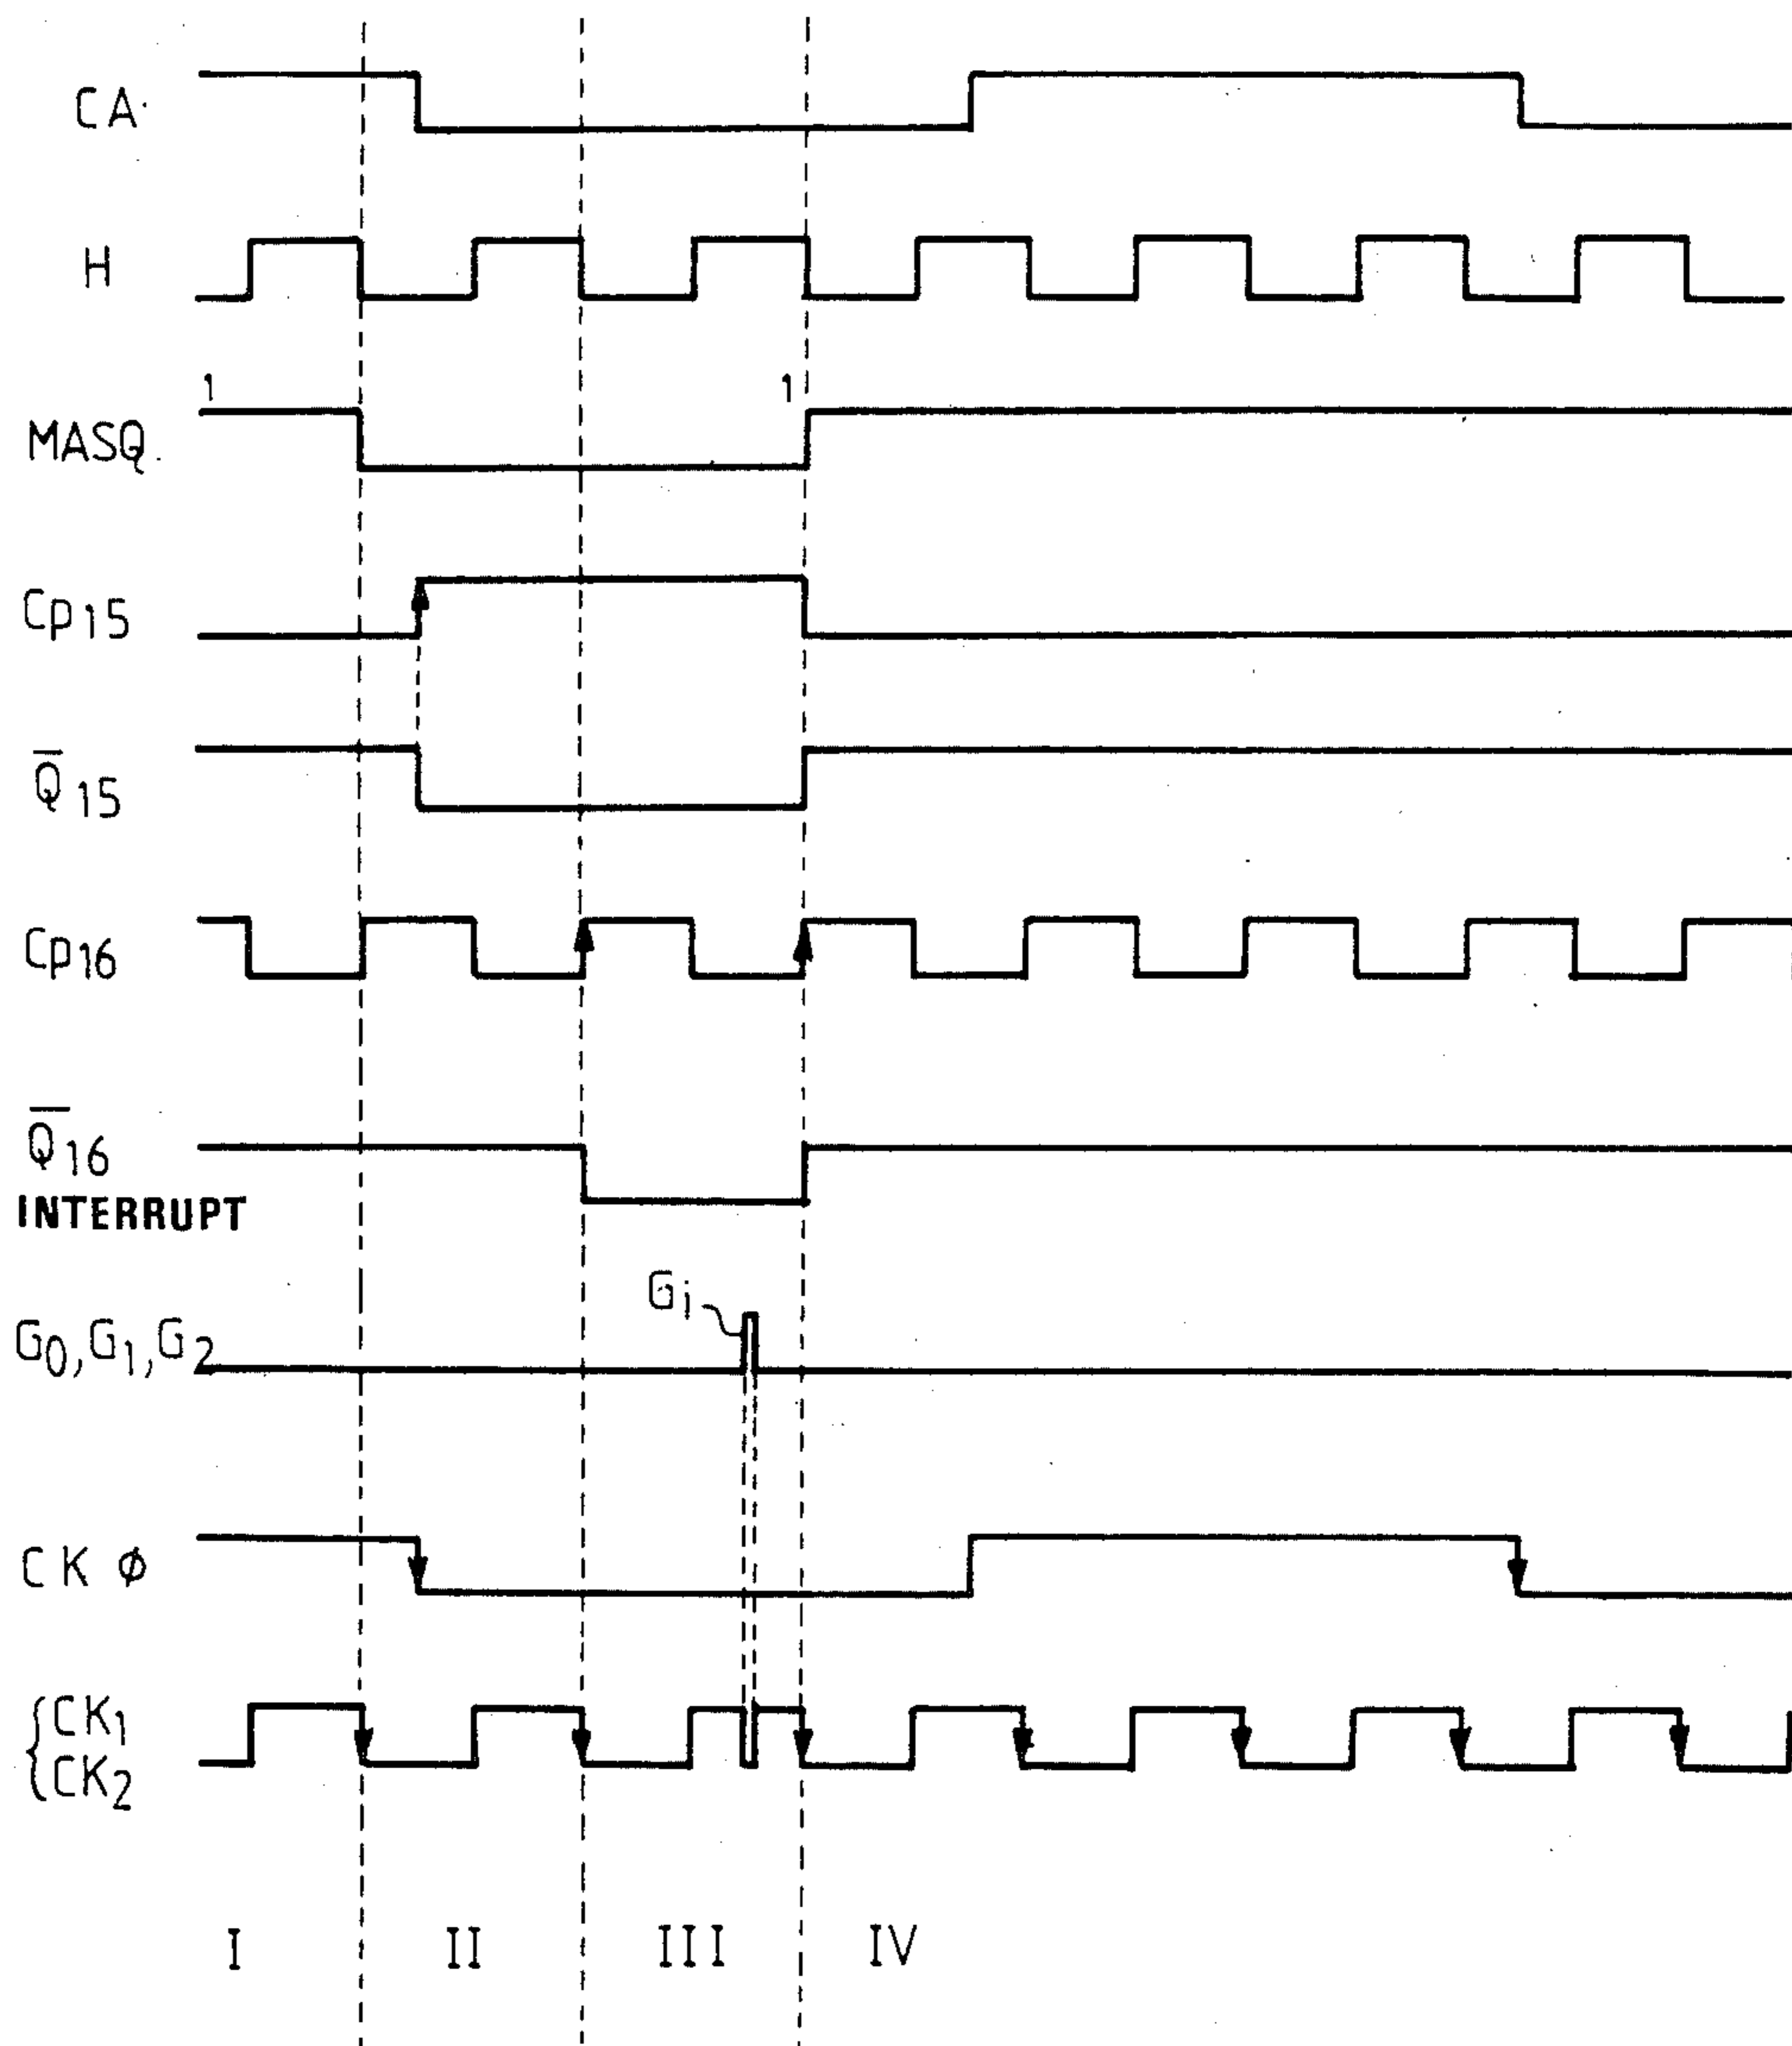 CA
H
1 1
MASQ.
Cp15
Q̅15
Cp16
Q̅16
INTERRUPT
Gi
G0, G1, G2
CK ϕ
{CK1
{CK2
I II III IV